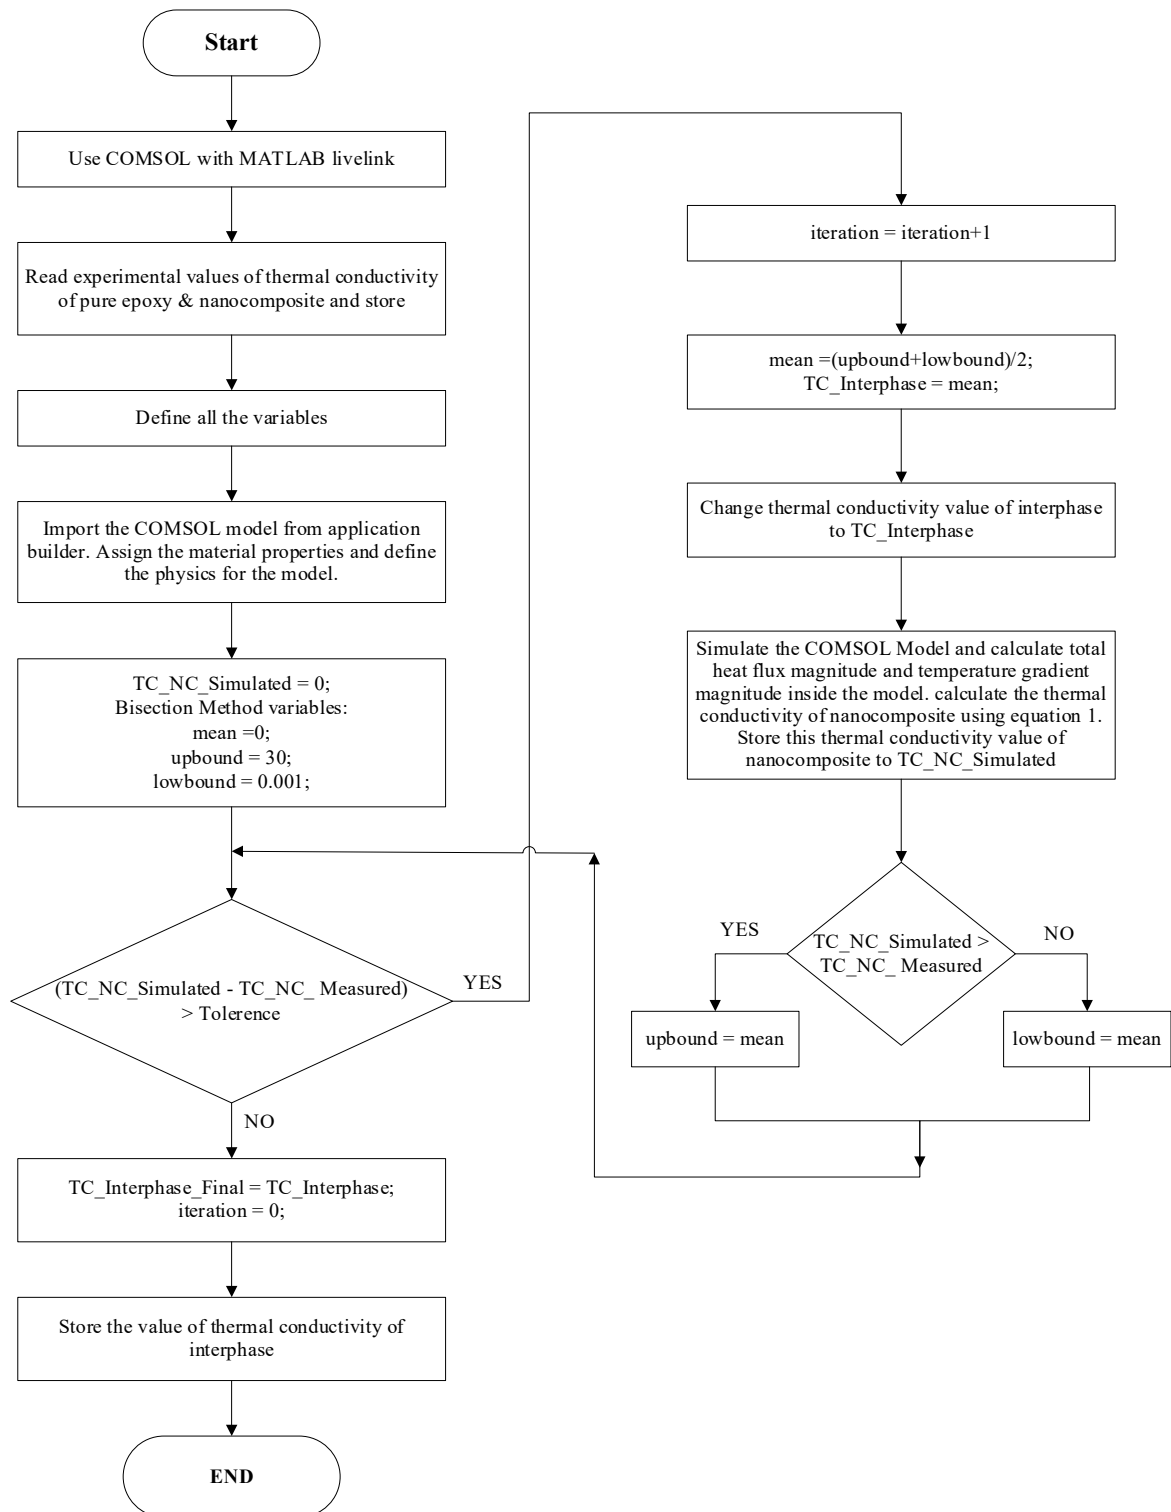 Start
Use COMSOL with MATLAB livelink
Read experimental values of thermal conductivity
of pure epoxy & nanocomposite and store
Define all the variables
Import the COMSOL model from application
builder. Assign the material properties and define
the physics for the model.
TC_NC_Simulated = 0;
Bisection Method variables:
mean =0;
upbound = 30;
lowbound = 0.001;
(TC_NC_Simulated - TC_NC_ Measured)
> Tolerence
YES
NO
TC_Interphase_Final = TC_Interphase;
iteration = 0;
Store the value of thermal conductivity of
interphase
END
iteration = iteration+1
mean =(upbound+lowbound)/2;
TC_Interphase = mean;
Change thermal conductivity value of interphase
to TC_Interphase
Simulate the COMSOL Model and calculate total
heat flux magnitude and temperature gradient
magnitude inside the model. calculate the thermal
conductivity of nanocomposite using equation 1.
Store this thermal conductivity value of
nanocomposite to TC_NC_Simulated
TC_NC_Simulated >
TC_NC_ Measured
YES
NO
upbound = mean
lowbound = mean